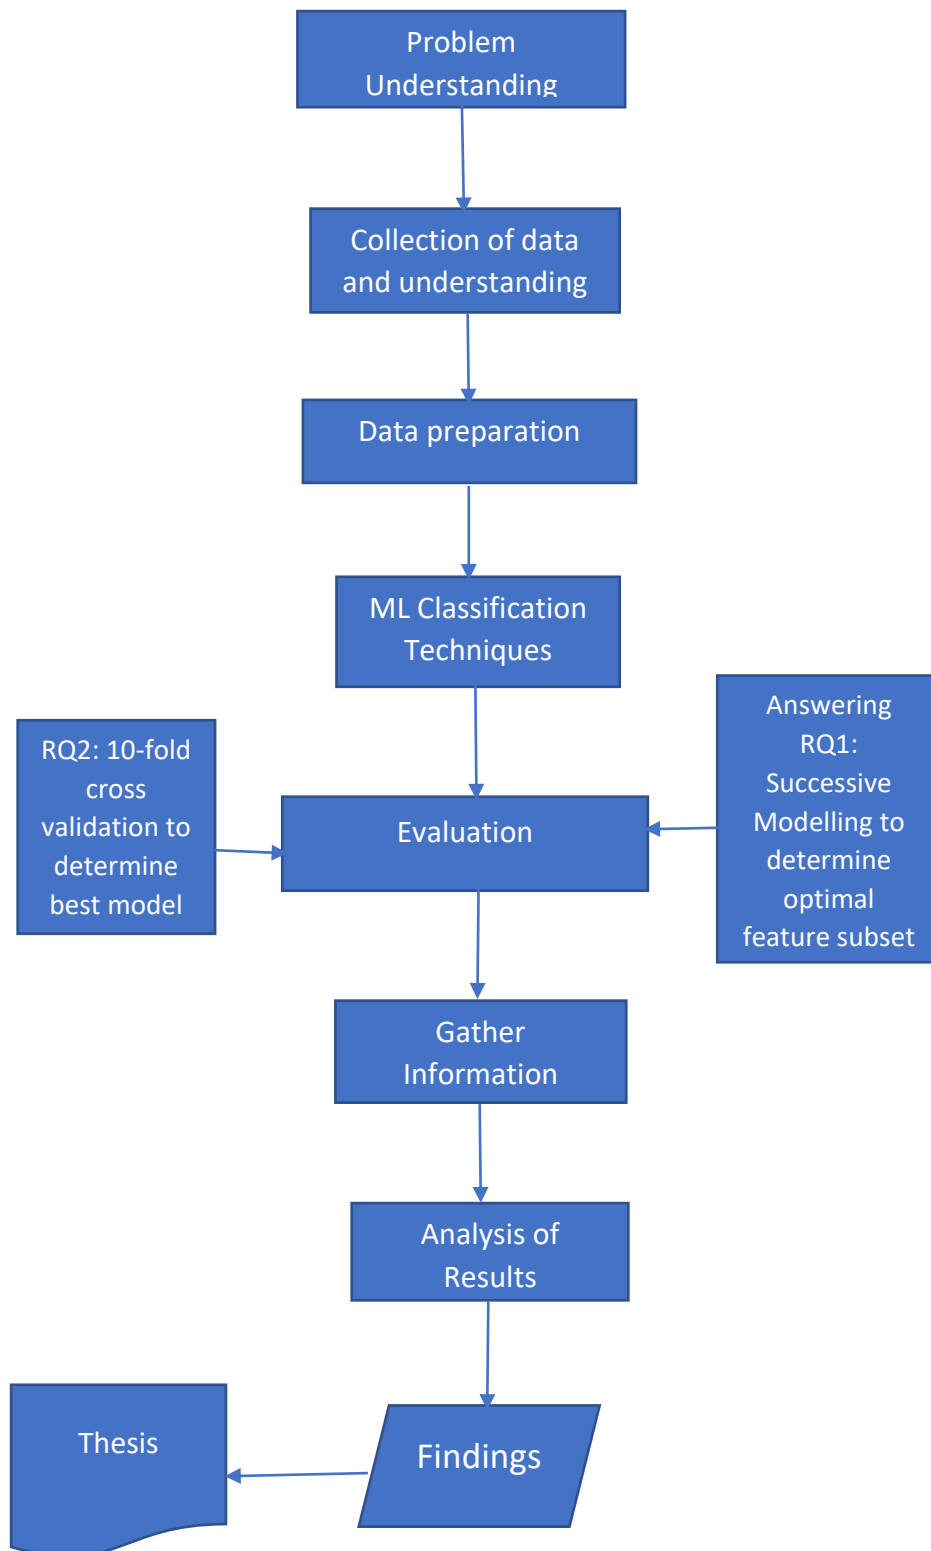 Problem
Understanding
Collection of data
and understanding
Data preparation
ML Classification
Techniques
RQ2: 10-fold
cross
validation to
determine
best model
Evaluation
Answering
RQ1:
Successive
Modelling to
determine
optimal
feature subset
Gather
Information
Analysis of
Results
Thesis
Findings